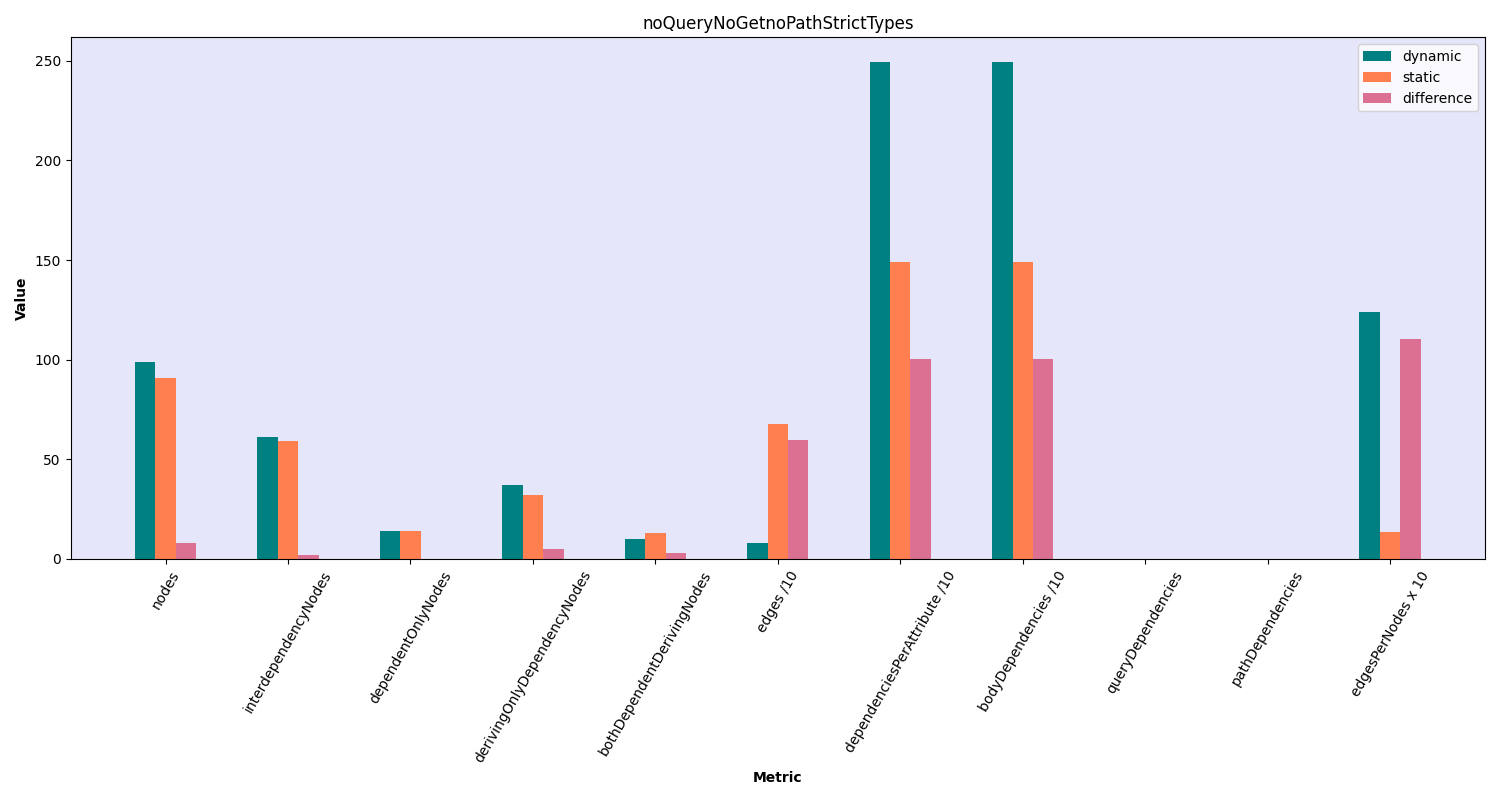 noQueryNoGetnoPathStrictTypes
dynamic
static
difference
Value
250
200
150
100
50
0
nodes
interdependencyNodes
dependentOnlyNodes
derivingOnlyDependencyNodes
bothDependentDerivingNodes
edges /10
dependenciesPerAttribute /10
bodyDependencies /10
queryDependencies
pathDependencies
edgesPerNodes x 10
Metric